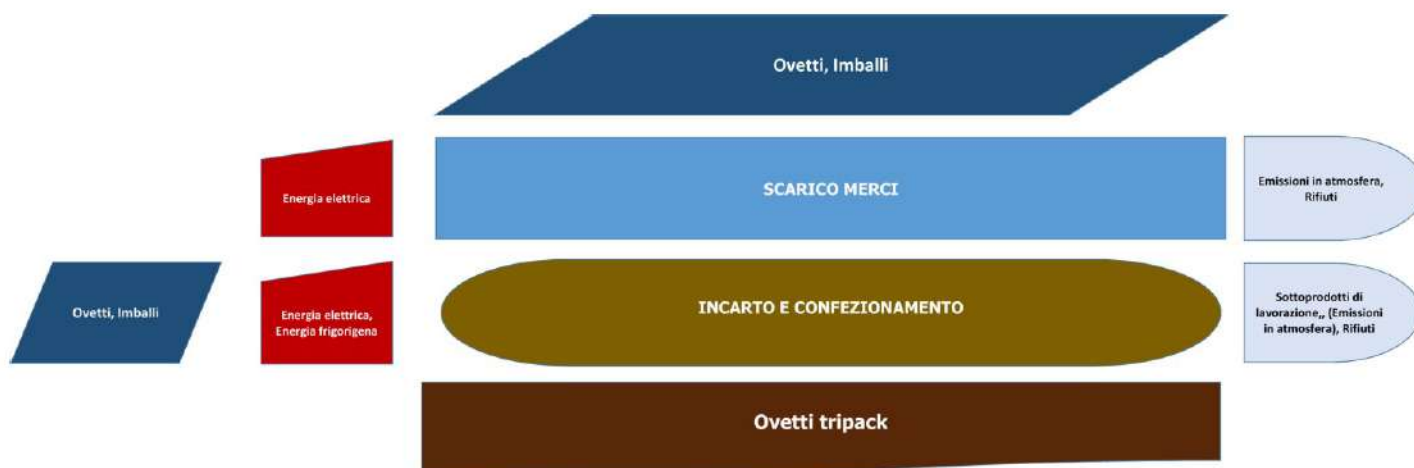 Ovetti, Imballi
Energia elettrica
SCARICO MERCI
Emissioni in atmosfera,
Rifiuti
Ovetti, Imballi
Energia elettrica,
Energia frigorigena
INCARTO E CONFEZIONAMENTO
Sottoprodotti di
lavorazione,, (Emissioni
in atmosfera), Rifiuti
Ovetti tripack